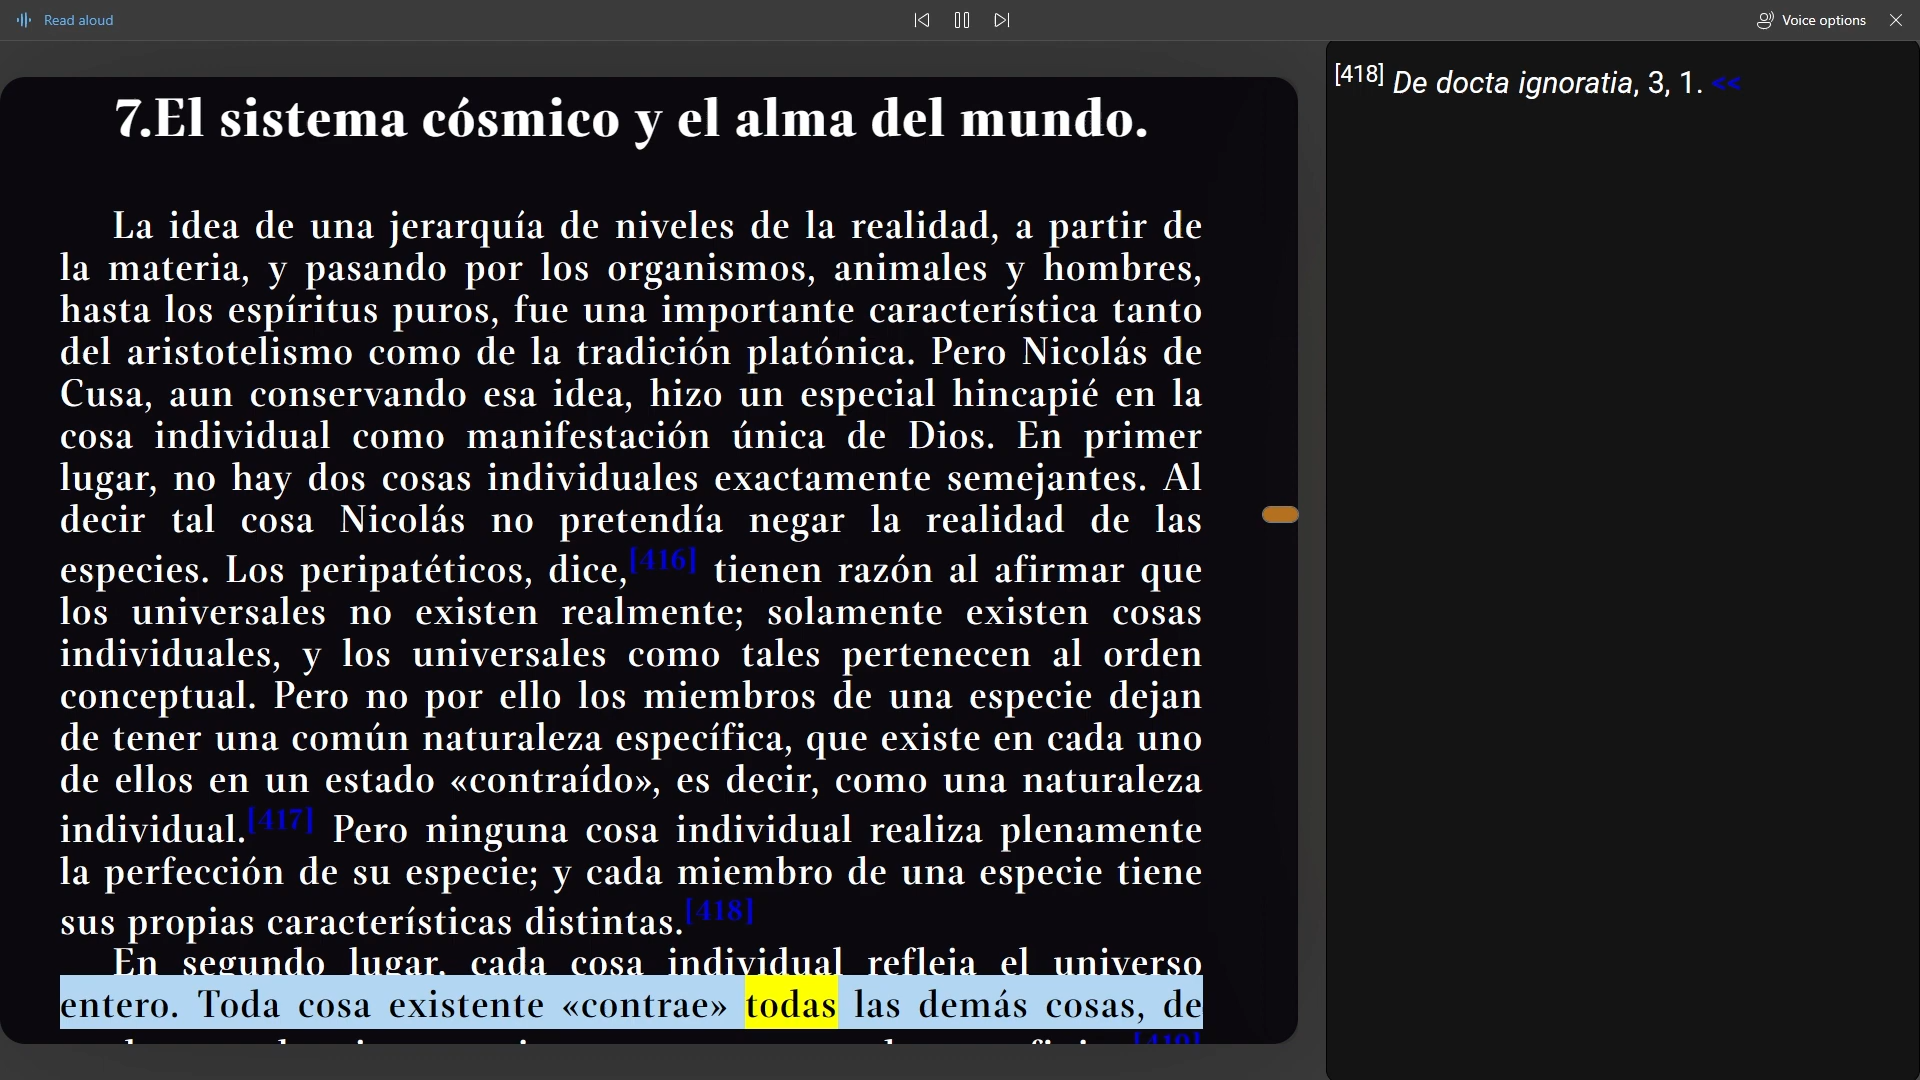 Read aloud
Voice options
7.El sistema cósmico y el alma del mundo.
La idea de una jerarquía de niveles de la realidad, a partir de
la materia, y pasando por los organismos, animales y hombres,
hasta los espíritus puros, fue una importante característica tanto
del aristotelismo como de la tradición platónica. Pero Nicolás de
Cusa, aun conservando esa idea, hizo un especial hincapié en la
cosa individual como manifestación única de Dios. En primer
lugar, no hay dos cosas individuales exactamente semejantes. Al
decir tal cosa Nicolás no pretendía negar la realidad de las
especies. Los peripatéticos, dice,[416] tienen razón al afirmar que
los universales no existen realmente; solamente existen cosas
individuales, y los universales como tales pertenecen al orden
conceptual. Pero no por ello los miembros de una especie dejan
de tener una común naturaleza específica, que existe en cada uno
de ellos en un estado «contraído», es decir, como una naturaleza
individual.[417] Pero ninguna cosa individual realiza plenamente
la perfección de su especie; y cada miembro de una especie tiene
sus propias características distintas.[418]
En segundo lugar, cada cosa individual refleja el universo
entero. Toda cosa existente «contrae» todas las demás cosas, de
[419]
[418] De docta ignoratia, 3, 1. <<